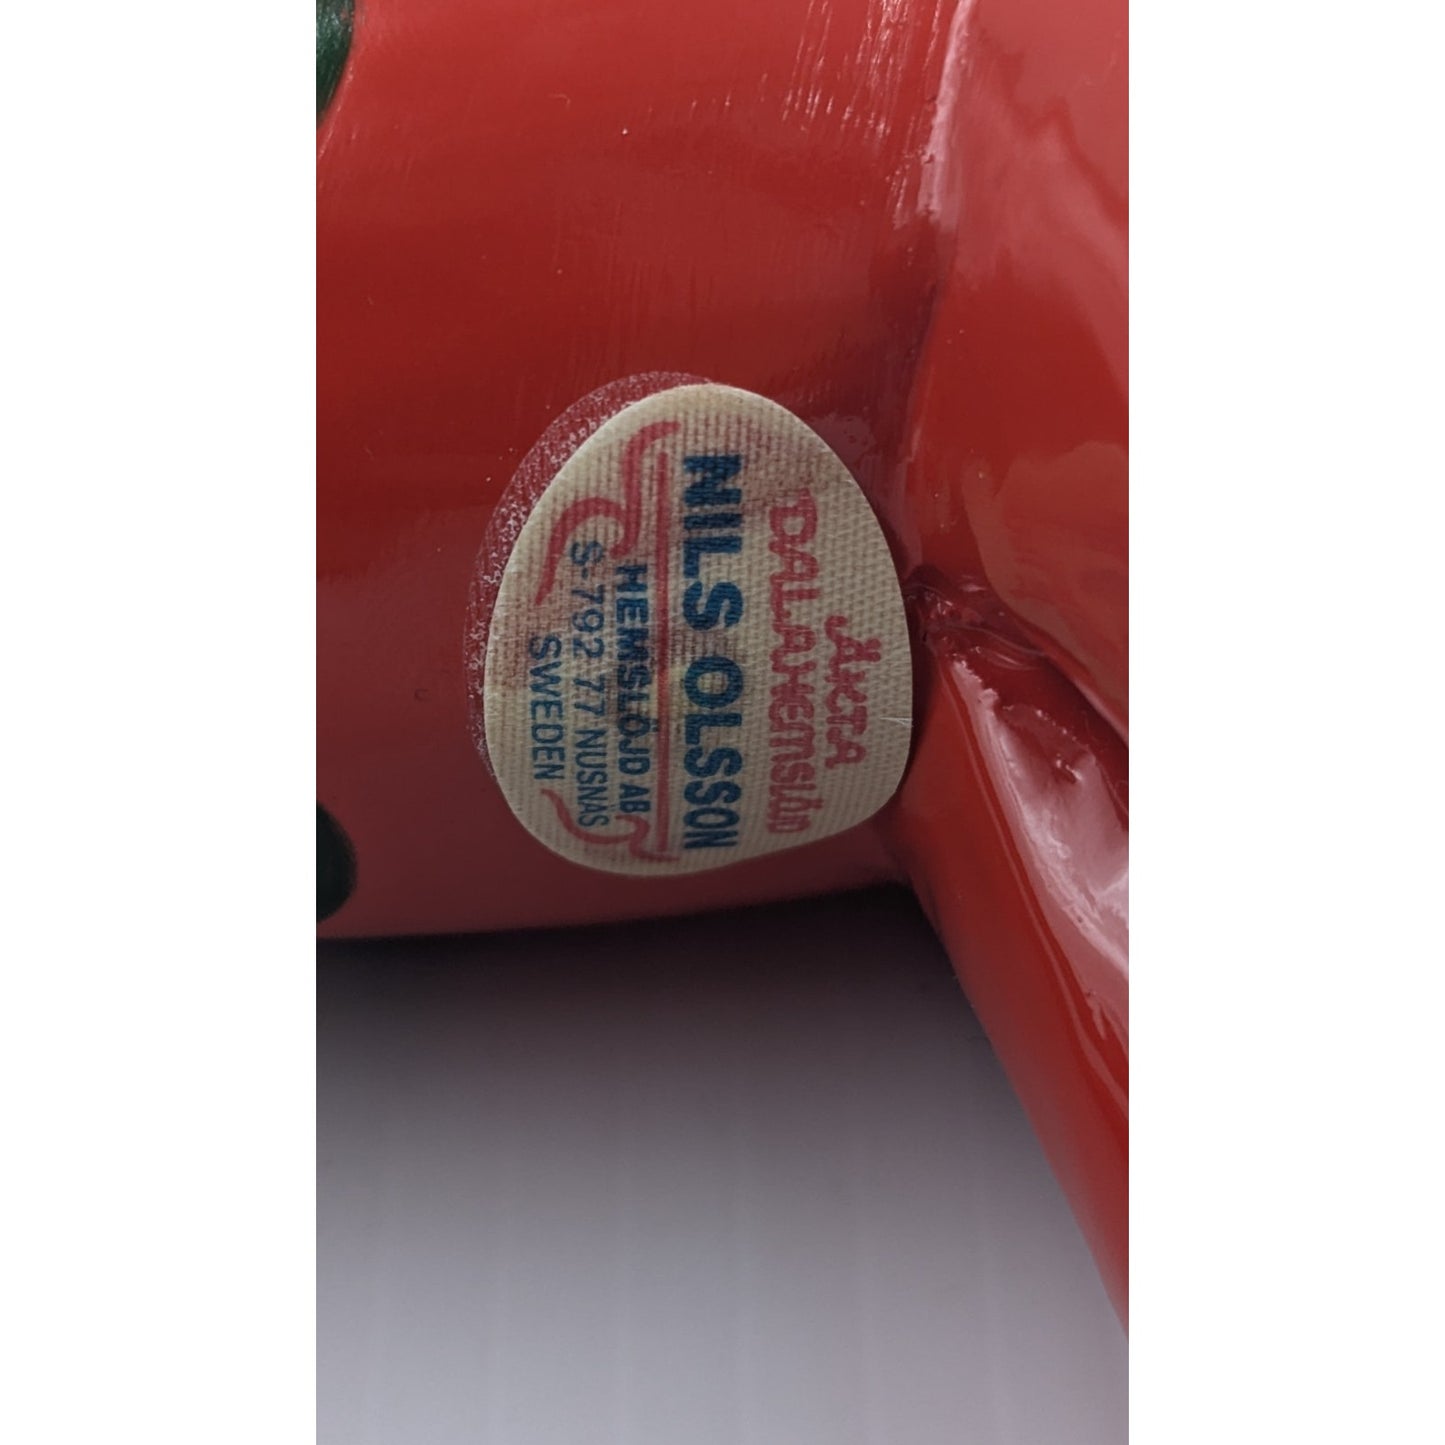 ÄKTA
DALAHEMSLÖJD
NILS OLSSON
HEMSLÖJD AB
S-792 77 NUSNÄS
SWEDEN